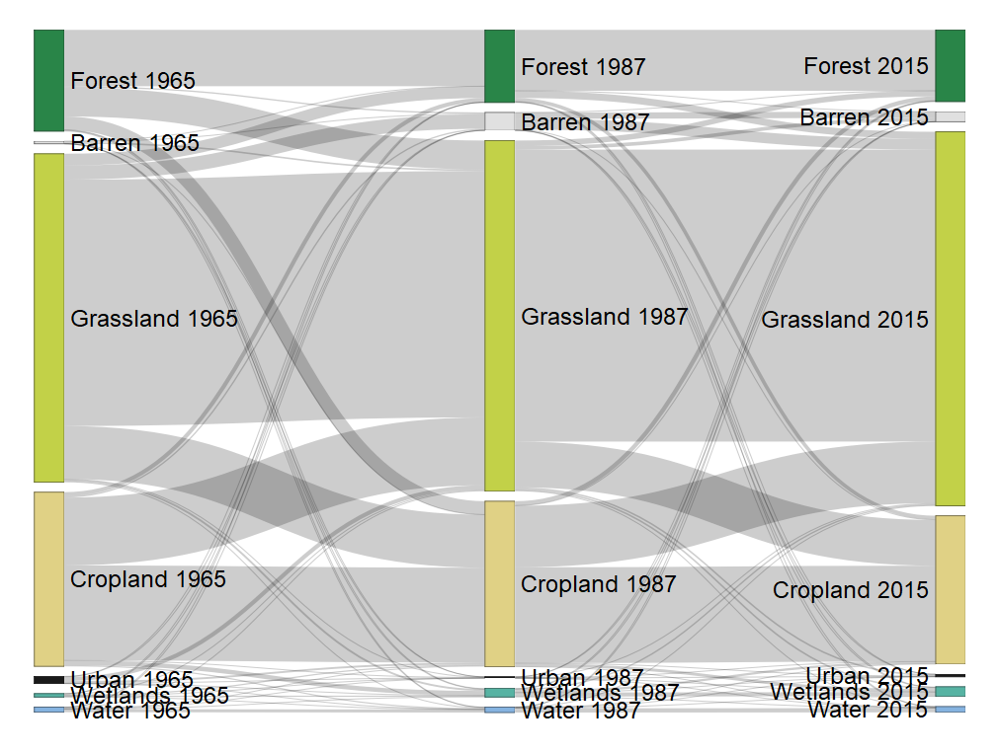 Forest 1965
Forest 1987
Forest 2015
Barren 1965
Barren 1987
Barren 2015
Grassland 1965
Grassland 1987
Grassland 2015
Cropland 1965
Cropland 1987
Cropland 2015
Urban 1965
Urban 1987
Urban 2015
Wetlands 1965
Wetlands 1987
Wetlands 2015
Water 1965
Water 1987
Water 2015